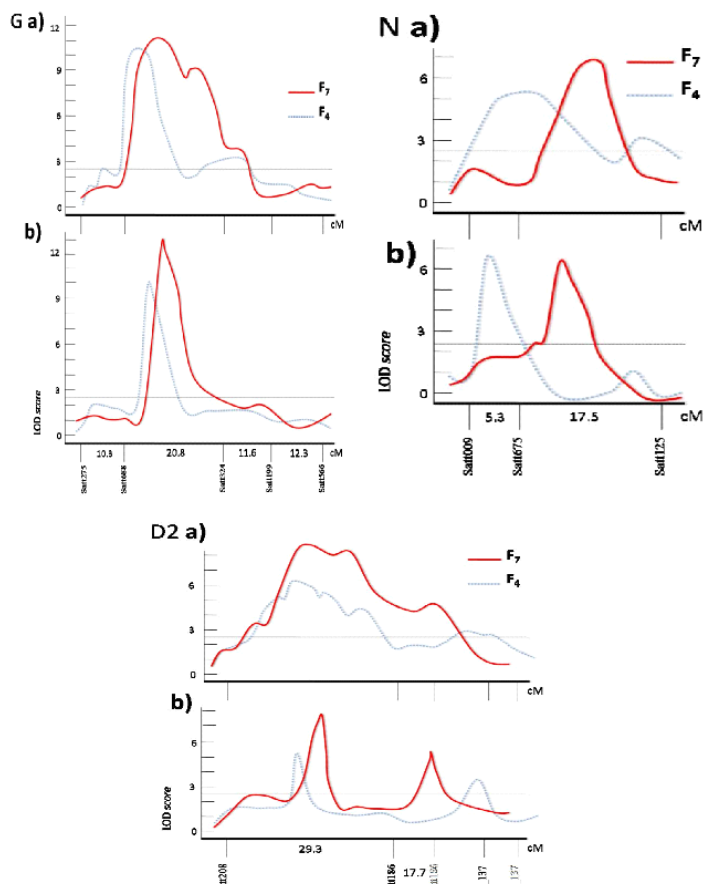 G a)
12
9
6
3
0
F7
F4
cM
b)
12
9
6
3
0
LOD score
10.8
20.8
11.6
12.3
cM
Satt275
Satt688
Satt324
Satt199
Satt566
N a)
6
3
0
F7
F4
cM
b)
6
3
0
LOD score
5.3
17.5
cM
Satt009
Satt675
Satt125
D2 a)
6
3
0
F7
F4
cM
b)
6
3
0
LOD score
29.3
17.7
cM
tt208
tt186
tt186
137
137